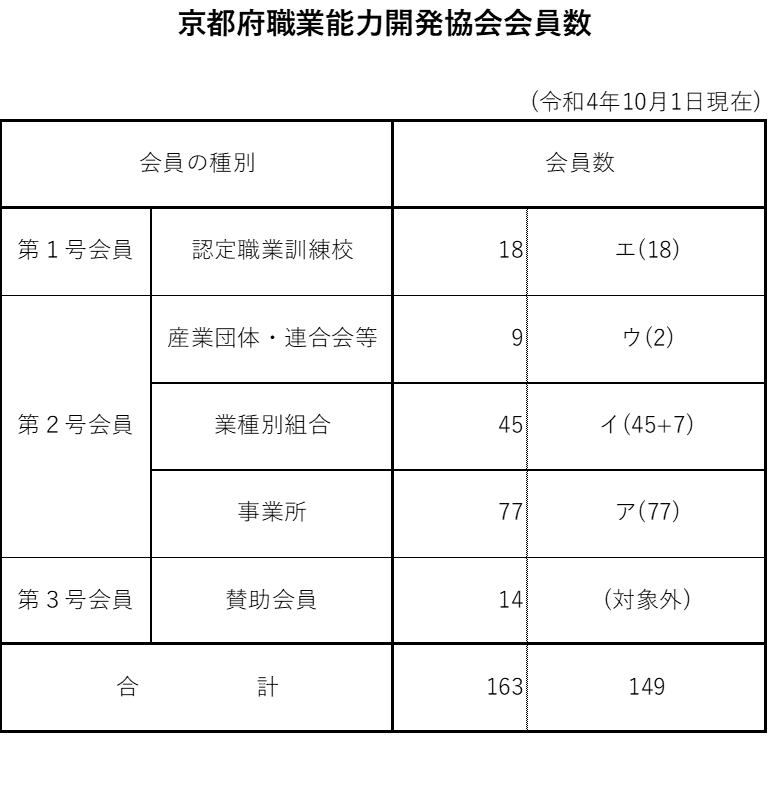 京都府職業能力開発協会会員数
(令和4年10月1日現在)
会員の種別 会員数
第１号会員 認定職業訓練校 18 エ(18)
産業団体・連合会等 9 ウ(2)
第２号会員 業種別組合 45 イ(45+7)
事業所 77 ア(77)
第３号会員 賛助会員 14 (対象外)
合　　　　　計 163 149